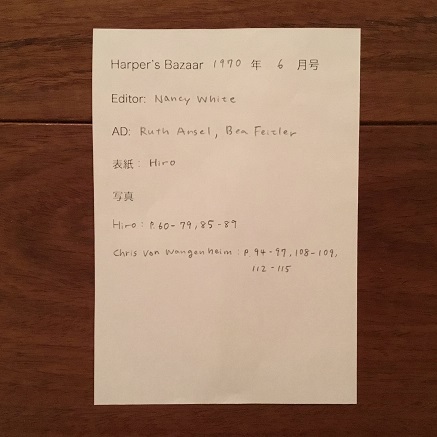 Harper's Bazaar 1970 年 6 月号
Editor: Nancy White
AD: Ruth Ansel, Bea Feitler
表紙: Hiro
写真
Hiro: P.60-79,85-89
Chris von Wangenheim: P 94-97,108-109,
112-115